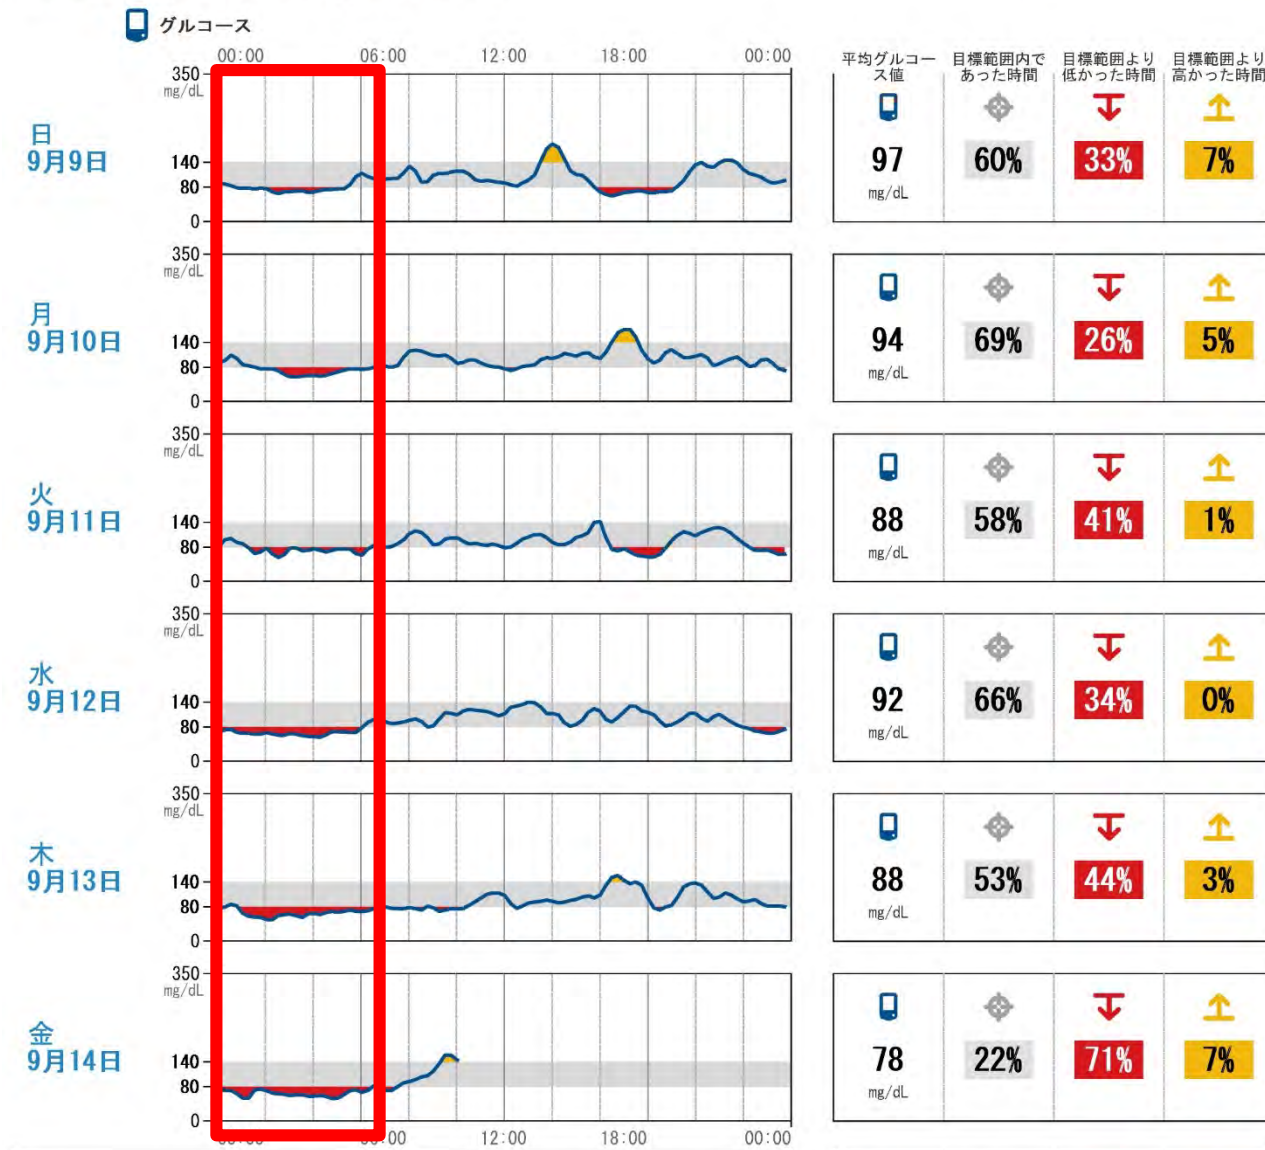 グルコース
00:00 06:00 12:00 18:00 00:00
平均グルコー
ス値
目標範囲内で
あった時間
目標範囲より
低かった時間
目標範囲より
高かった時間
日
9月9日
350
mg/dL
140
80
0
97
mg/dL
60%
33%
7%
月
9月10日
350
mg/dL
140
80
0
94
mg/dL
69%
26%
5%
火
9月11日
350
mg/dL
140
80
0
88
mg/dL
58%
41%
1%
水
9月12日
350
mg/dL
140
80
0
92
mg/dL
66%
34%
0%
木
9月13日
350
mg/dL
140
80
0
88
mg/dL
53%
44%
3%
金
9月14日
350
mg/dL
140
80
0
78
mg/dL
22%
71%
7%
00:00 06:00 12:00 18:00 00:00